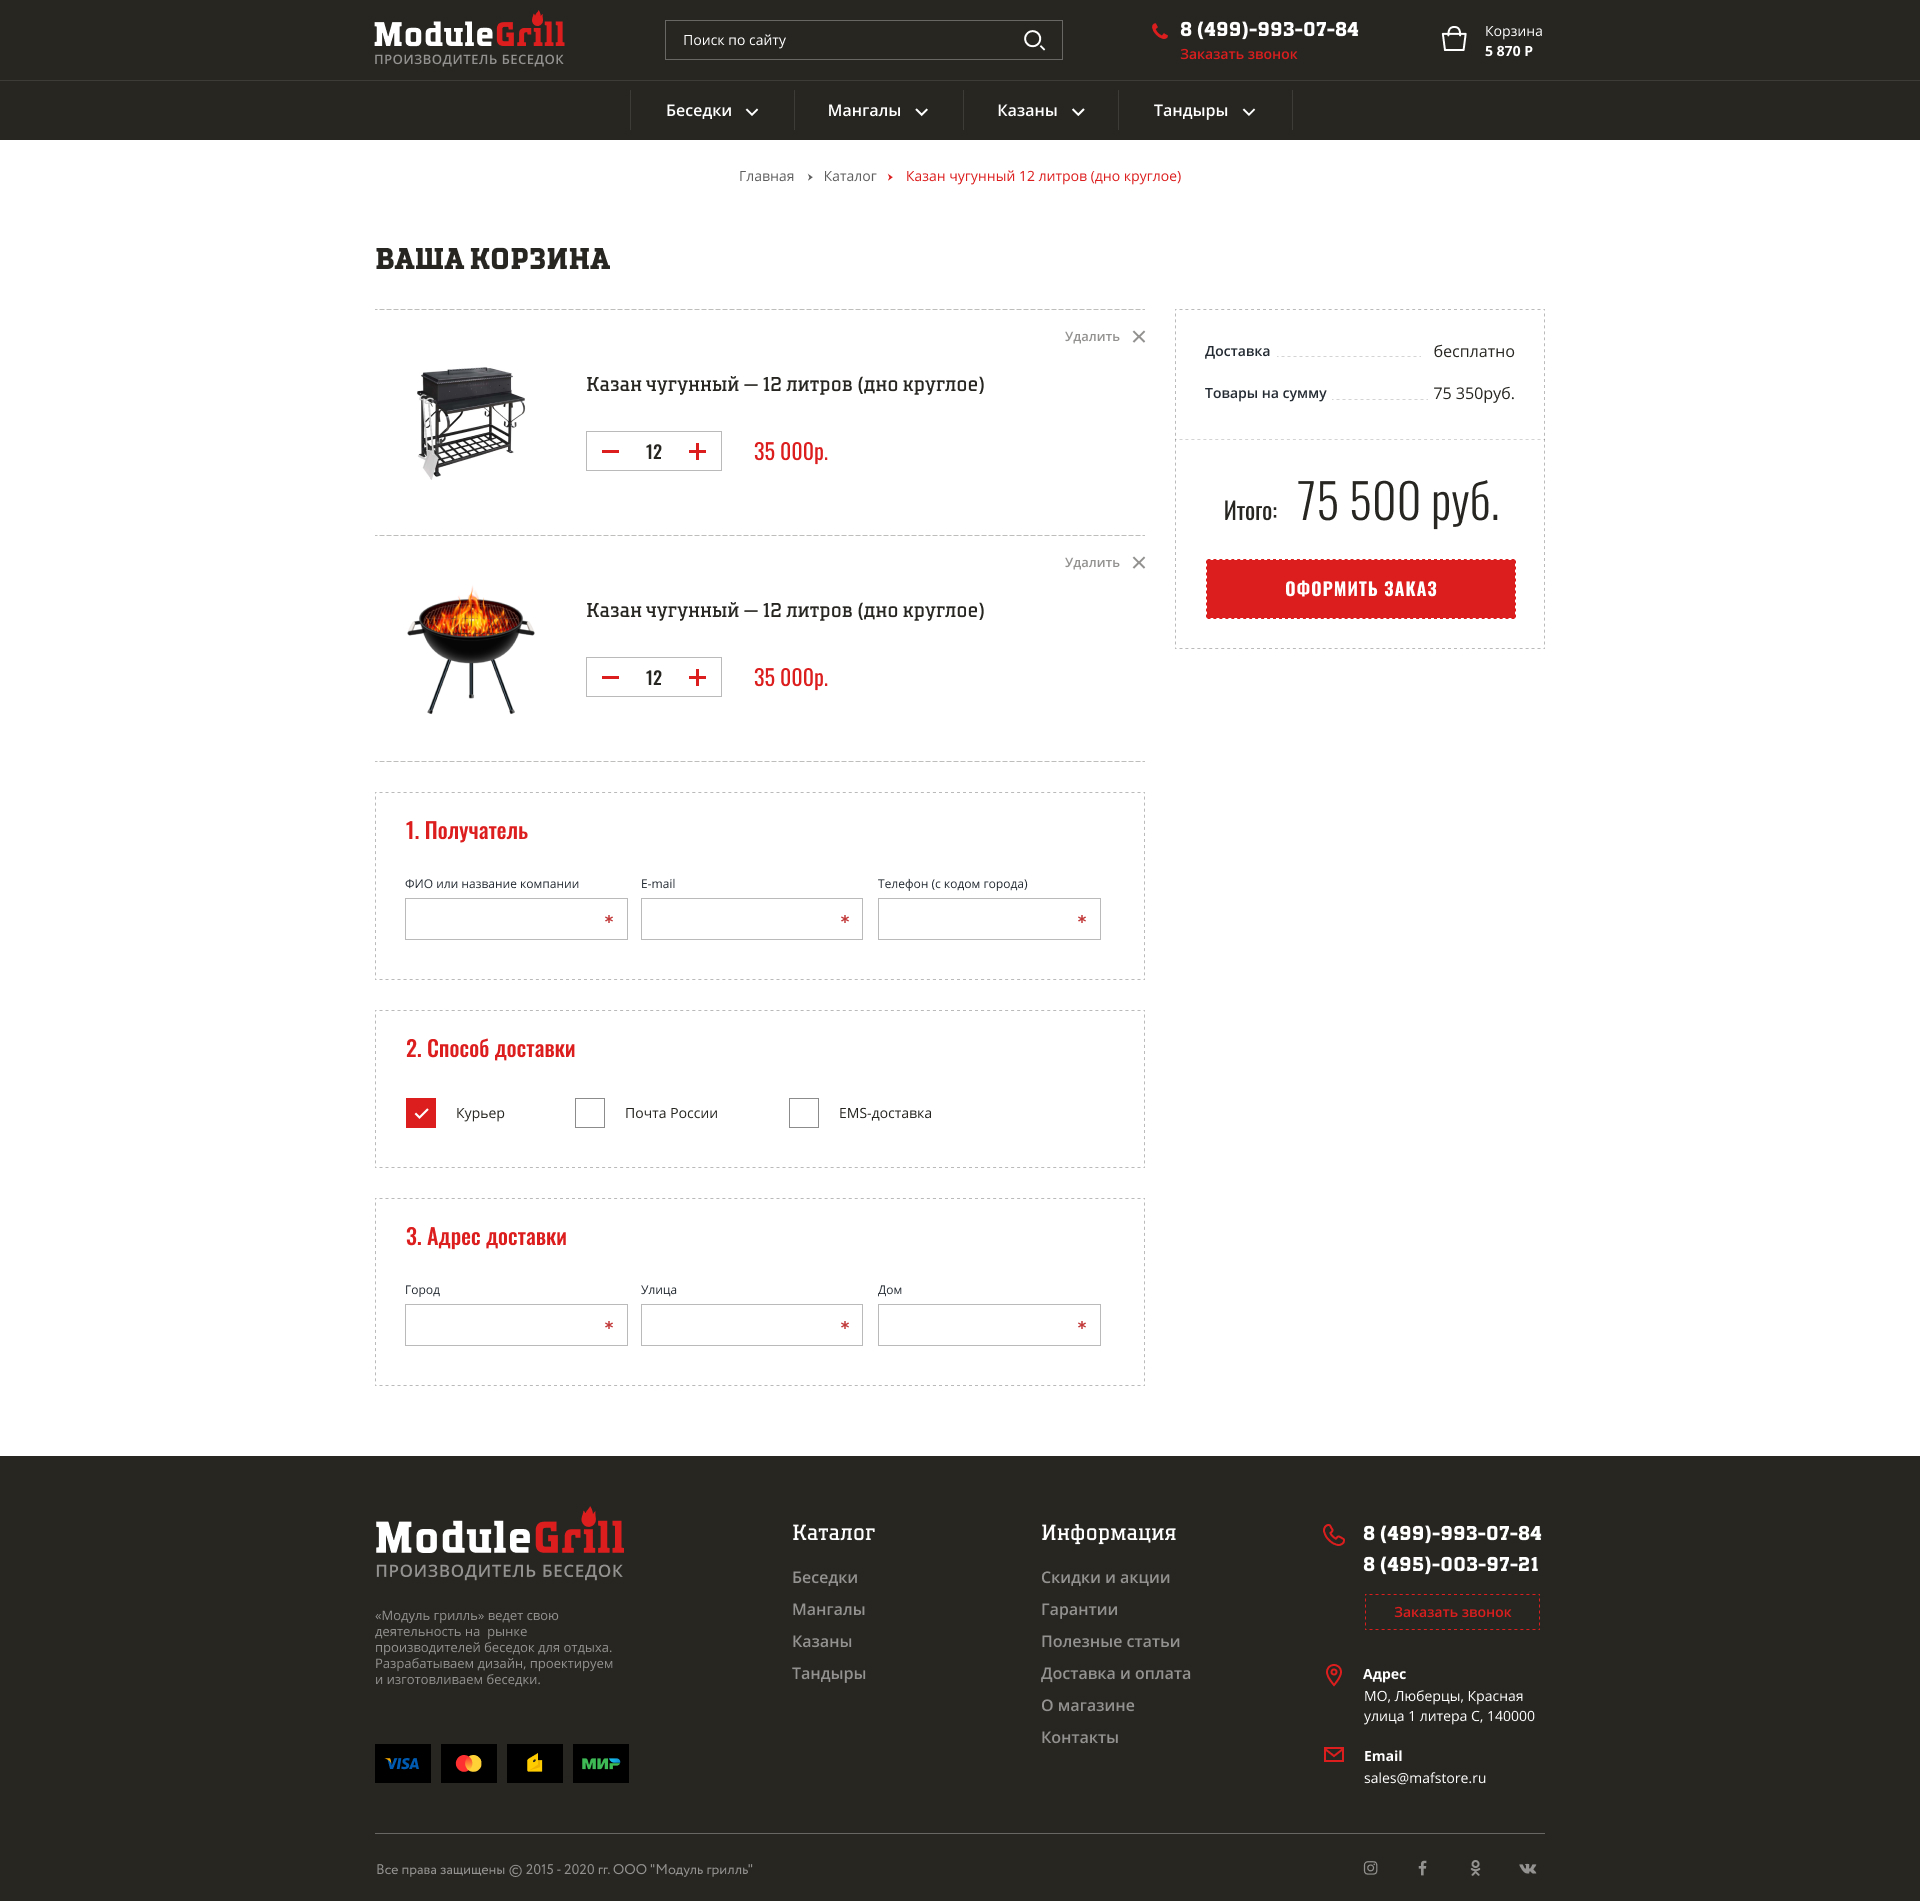 ModuleGrill
ПРОИЗВОДИТЕЛЬ БЕСЕДОК
Поиск по сайту
8 (499)-993-07-84
Заказать звонок
Корзина
5 870 Р
Беседки
Мангалы
Казаны
Тандыры
Главная
Каталог
Казан чугунный 12 литров (дно круглое)
ВАША КОРЗИНА
Удалить
Казан чугунный — 12 литров (дно круглое)
12
35 000р.
Удалить
Казан чугунный — 12 литров (дно круглое)
12
35 000р.
Доставка бесплатно
Товары на сумму 75 350руб.
Итого: 75 500 руб.
ОФОРМИТЬ ЗАКАЗ
1. Получатель
ФИО или название компании
*
E-mail
*
Телефон (с кодом города)
*
2. Способ доставки
Курьер
Почта России
EMS-доставка
3. Адрес доставки
Город
*
Улица
*
Дом
*
ModuleGrill
ПРОИЗВОДИТЕЛЬ БЕСЕДОК
«Модуль грилль» ведет свою
деятельность на рынке
производителей беседок для отдыха.
Разрабатываем дизайн, проектируем
и изготовливаем беседки.
VISA
МИР
Каталог
Беседки
Мангалы
Казаны
Тандыры
Информация
Скидки и акции
Гарантии
Полезные статьи
Доставка и оплата
О магазине
Контакты
8 (499)-993-07-84
8 (495)-003-97-21
Заказать звонок
Адрес
МО, Люберцы, Красная
улица 1 литера С, 140000
Email
sales@mafstore.ru
Все права защищены © 2015 - 2020 гг. ООО "Модуль грилль"